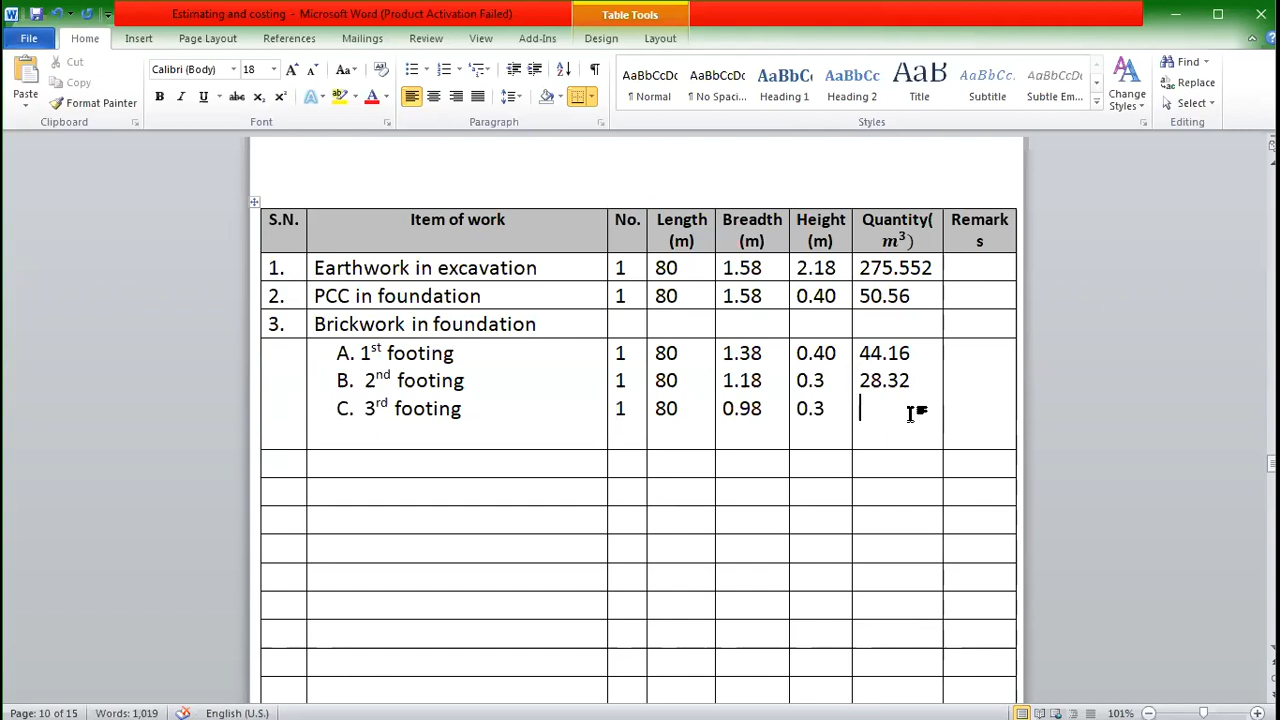 Estimating and costing - Microsoft Word (Product Activation Failed)
Table Tools
File Home Insert Page Layout References Mailings Review View Add-Ins Design Layout
Paste
Cut
Copy
Format Painter
Clipboard
Calibri (Body) 18
Font
Paragraph
AaBbCcDc
¶ Normal
AaBbCcDc
¶ No Spaci...
AaBbC(
Heading 1
AaBbCc
Heading 2
AaB
Title
AaBbCc.
Subtitle
AaBbCcD(
Subtle Em...
Change Styles
Styles
Find
Replace
Select
Editing
S.N. Item of work No. Length (m) Breadth (m) Height (m) Quantity( m³) Remarks
1. Earthwork in excavation 1 80 1.58 2.18 275.552
2. PCC in foundation 1 80 1.58 0.40 50.56
3. Brickwork in foundation
A. 1st footing 1 80 1.38 0.40 44.16
B. 2nd footing 1 80 1.18 0.3 28.32
C. 3rd footing 1 80 0.98 0.3
Page: 10 of 15 Words: 1,019 English (U.S.) 101%